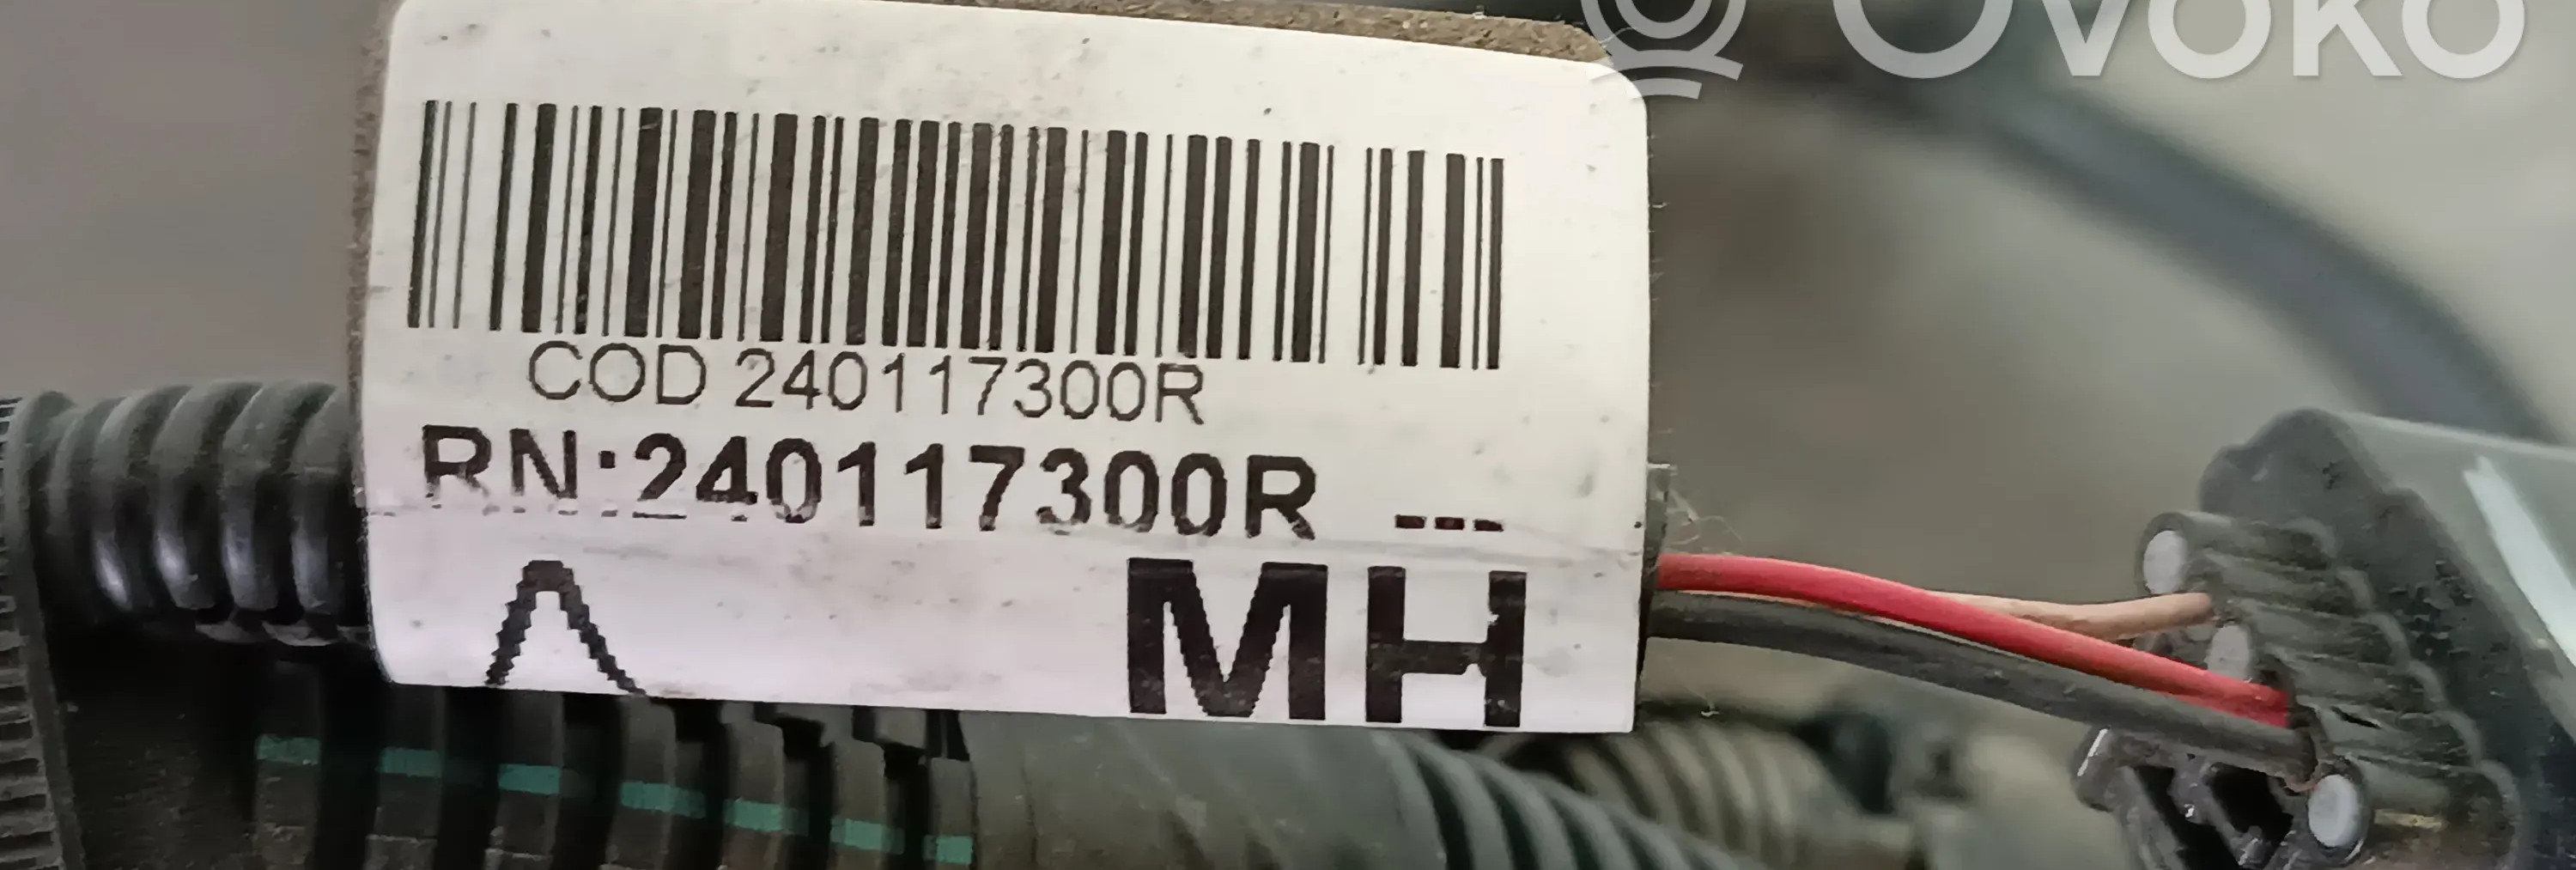 OVOKO
COD 240117300R
RN:240117300R ---
A MH